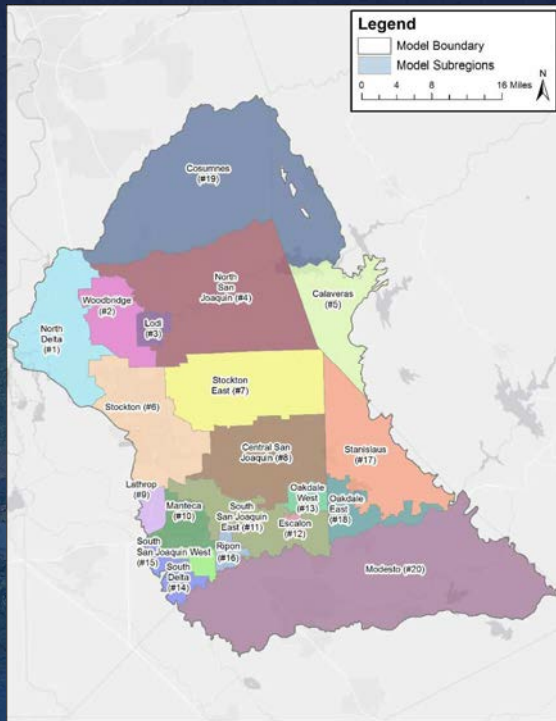 Legend
Model Boundary
Model Subregions
0 4 8 16 Miles
N
Cosumnes
(#19)
North
San
Joaquin (#4)
Calaveras
(#5)
Woodbridge
(#2)
Lodi
(#3)
North
Delta
(#1)
Stockton
East (#7)
Stockton (#6)
Central San
Joaquin (#8)
Stanislaus
(#17)
Lathrop
(#9)
Manteca
(#10)
South
San Joaquin
East (#11)
Oakdale
West
(#13)
Oakdale
East
(#18)
Escalon
(#12)
South
San Joaquin West
(#15)
Ripon
(#16)
South
Delta
(#14)
Modesto (#20)